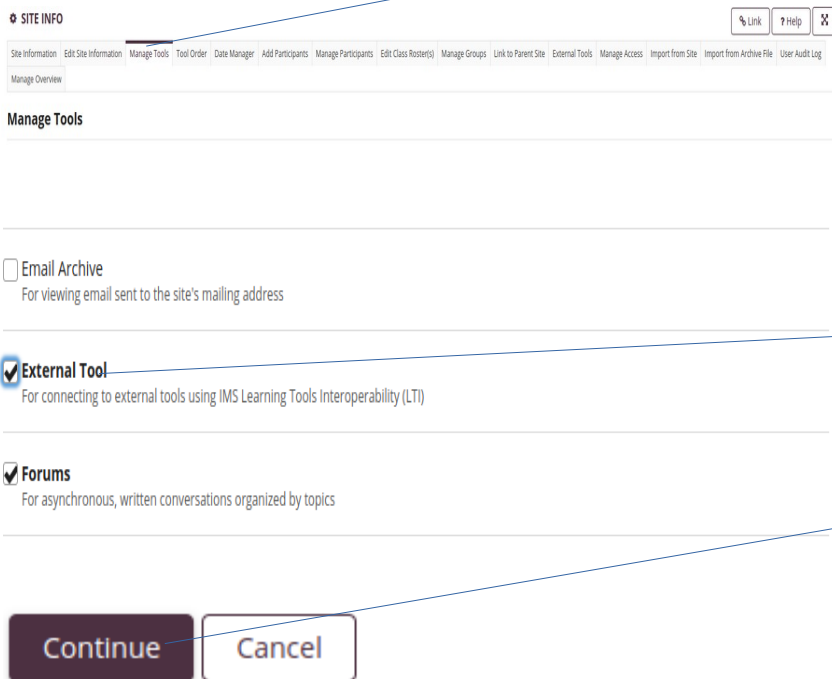 SITE INFO
Link
? Help
Site Information Edit Site Information Manage Tools Tool Order Date Manager Add Participants Manage Participants Edit Class Roster(s) Manage Groups Link to Parent Site External Tools Manage Access Import from Site Import from Archive File User Audit Log
Manage Overview
Manage Tools
Email Archive
For viewing email sent to the site's mailing address
External Tool
For connecting to external tools using IMS Learning Tools Interoperability (LTI)
Forums
For asynchronous, written conversations organized by topics
Continue
Cancel